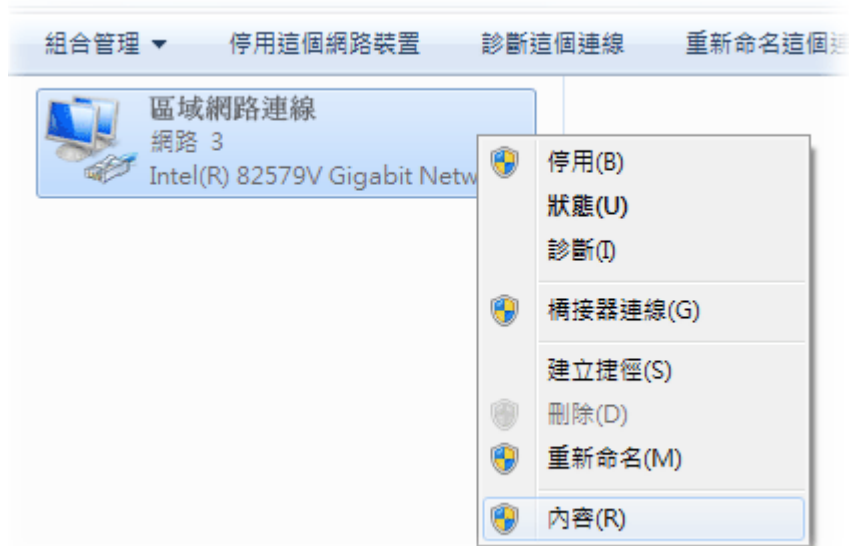 組合管理 停用這個網路裝置 診斷這個連線 重新命名這個
區域網路連線
網路 3
Intel(R) 82579V Gigabit Netw
停用(B)
狀態(U)
診斷(I)
橋接器連線(G)
建立捷徑(S)
刪除(D)
重新命名(M)
內容(R)